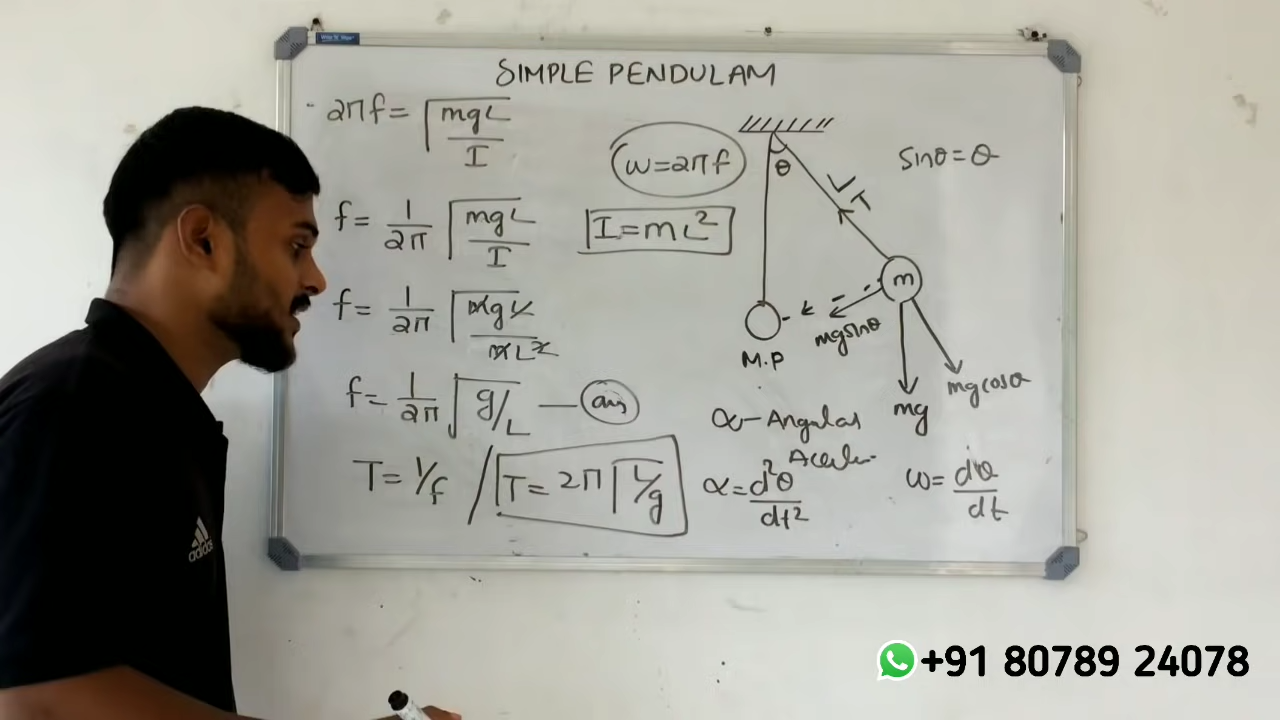 SIMPLE PENDULAM
2πf = √mgL/I
f = 1/2π √mgL/I
f = 1/2π √mgL/mL²
f = 1/2π √g/L — ans
T = 1/f / T = 2π √L/g
ω=2πf
I=mL²
θ
T
sinθ=θ
m
mgsinθ
M.P
mg
mgcosθ
α-Angular
α=d²θ/dt²
ω= dθ/dt
adidas
+91 80789 24078